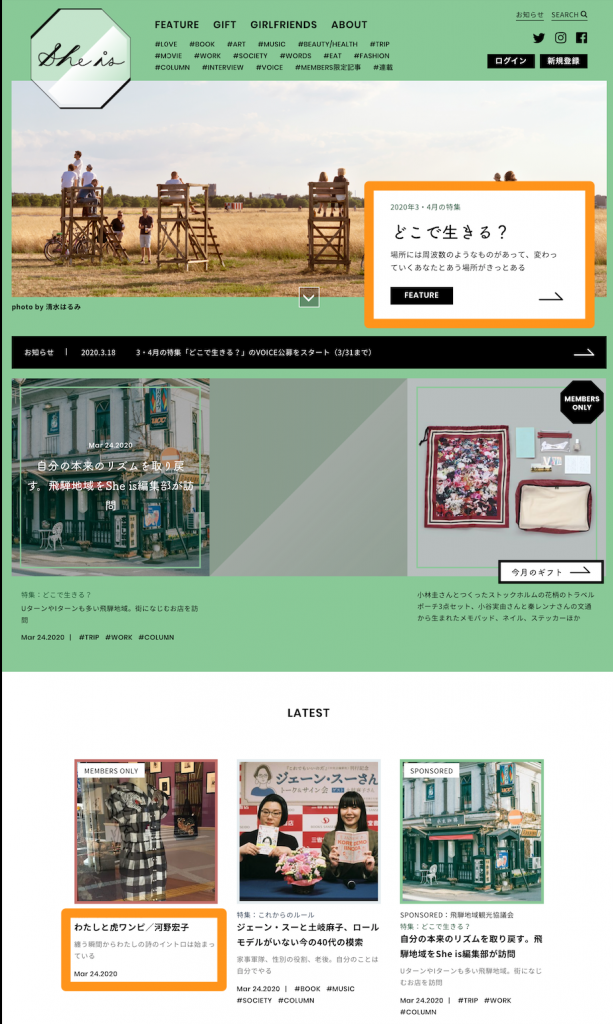 She is
FEATURE GIFT GIRLFRIENDS ABOUT
#LOVE #BOOK #ART #MUSIC #BEAUTY/HEALTH #TRIP
#MOVIE #WORK #SOCIETY #WORDS #EAT #FASHION
#COLUMN #INTERVIEW #VOICE #MEMBERS限定記事 #連載
お知らせ SEARCH
ログイン 新規登録
2020年3・4月の特集
どこで生きる？
場所には周波数のようなものがあって、変わっ
ていくあなたとあう場所がきっとある
FEATURE
photo by 清水はるみ
お知らせ | 2020.3.18 3・4月の特集「どこで生きる？」のVOICE公募をスタート（3/31まで）
Mar 24.2020
自分の本来のリズムを取り戻
す。飛騨地域をShe is編集部が訪
問
MEMBERS
ONLY
今月のギフト
特集：どこで生きる？
UターンやIターンも多い飛騨地域。街になじむお店を訪
問
Mar 24.2020 | #TRIP #WORK #COLUMN
小林圭さんとつくったストックホルムの花柄のトラベル
ポーチ3点セット、小谷実由さんと秦レンナさんの文通
から生まれたメモパッド、ネイル、ステッカーほか
LATEST
MEMBERS ONLY
わたしと虎ワンピ／河野宏子
纏う瞬間からわたしの詩のイントロは始まっ
ている
Mar 24.2020
ジェーン・スーさん
トーク&サイン会
特集：これからのルール
ジェーン・スーと土岐麻子、ロール
モデルがいない今の40代の模索
家事軍隊、性別の役割、老後。自分のことは
自分でやる
Mar 24.2020 | #BOOK #MUSIC
#SOCIETY #COLUMN
SPONSORED
SPONSORED：飛騨地域観光協議会
特集：どこで生きる？
自分の本来のリズムを取り戻す。飛
騨地域をShe is編集部が訪問
UターンやIターンも多い飛騨地域。街になじ
むお店を訪問
Mar 24.2020 | #TRIP #WORK
#COLUMN